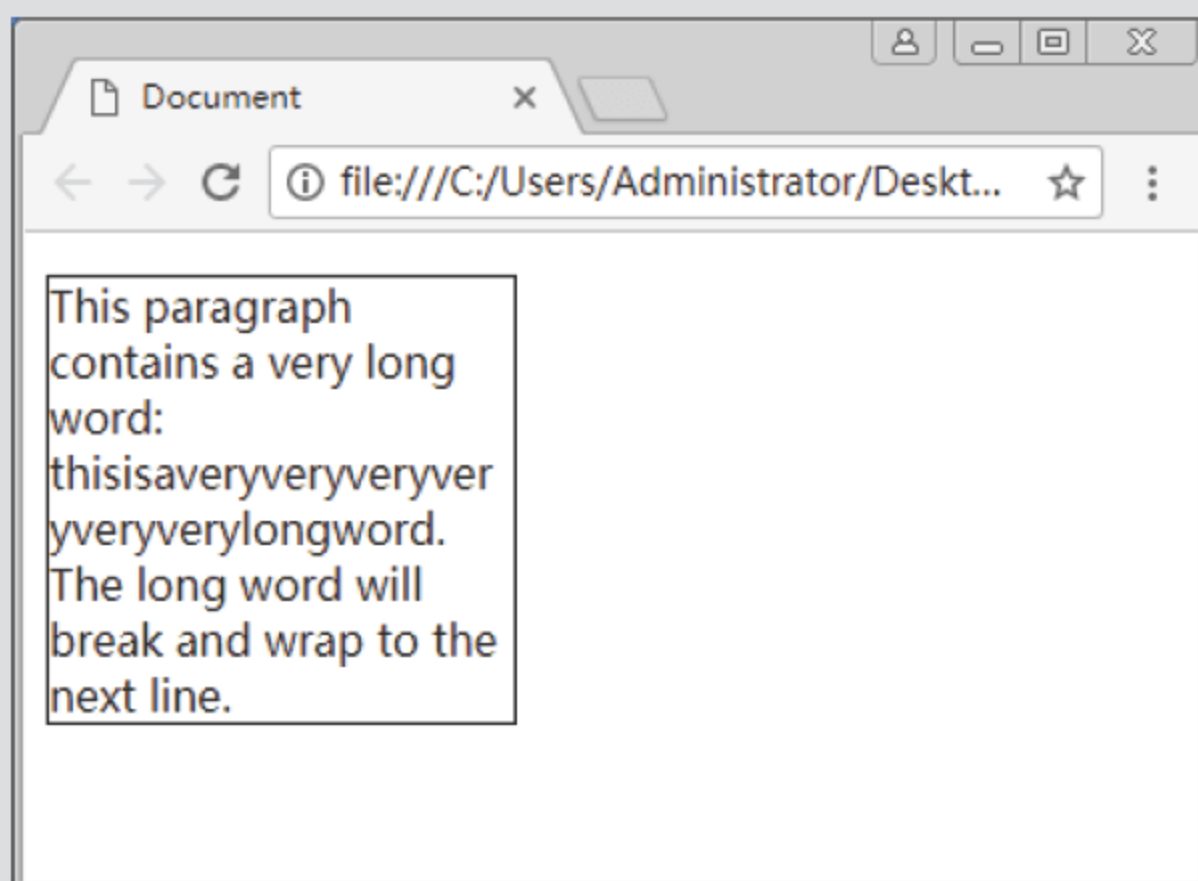 Document
file:///C:/Users/Administrator/Deskt...
This paragraph
contains a very long
word:
thisisaveryveryveryver
yveryverylongword.
The long word will
break and wrap to the
next line.